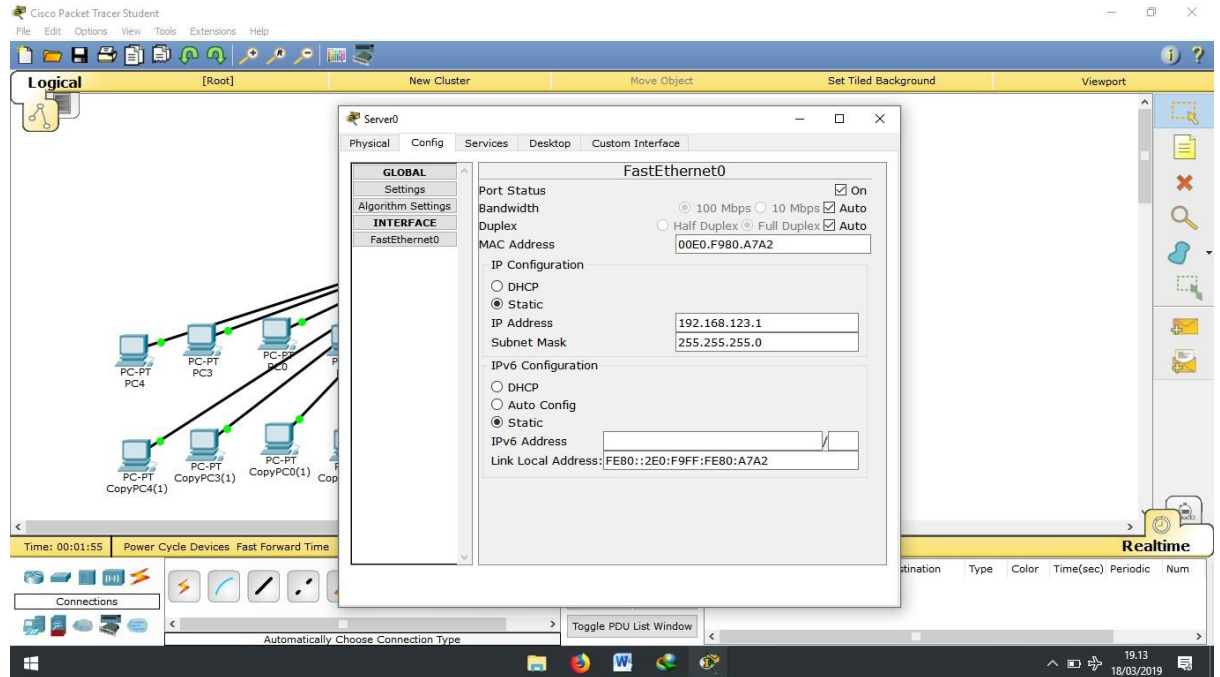 Cisco Packet Tracer Student
File Edit Options View Tools Extensions Help
Logical [Root] New Cluster Move Object Set Tiled Background Viewport
Server0
Physical Config Services Desktop Custom Interface
GLOBAL
Settings
Algorithm Settings
INTERFACE
FastEthernet0
FastEthernet0
Port Status On
Bandwidth 100 Mbps 10 Mbps Auto
Duplex Half Duplex Full Duplex Auto
MAC Address 00E0.F980.A7A2
IP Configuration
DHCP
Static
IP Address 192.168.123.1
Subnet Mask 255.255.255.0
IPv6 Configuration
DHCP
Auto Config
Static
IPv6 Address /
Link Local Address: FE80::2E0:F9FF:FE80:A7A2
PC-PT
PC4
PC-PT
PC3
PC-PT
PC0
PC-PT
CopyPC4(1)
PC-PT
CopyPC3(1)
PC-PT
CopyPC0(1)
Time: 00:01:55 Power Cycle Devices Fast Forward Time
Realtime
Connections
Automatically Choose Connection Type
Toggle PDU List Window
stination Type Color Time(sec) Periodic Num
19.13
18/03/2019